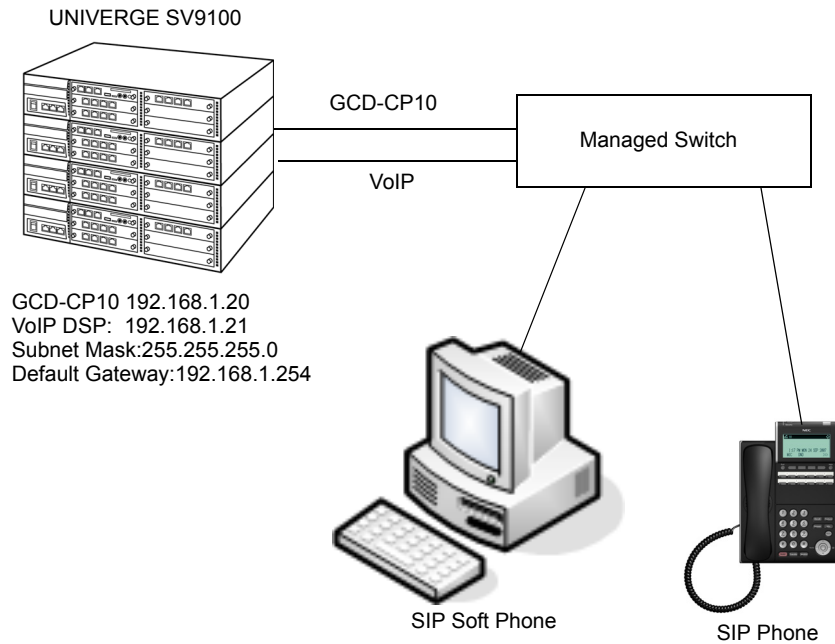 UNIVERGE SV9100
GCD-CP10
Managed Switch
VoIP
GCD-CP10 192.168.1.20
VoIP DSP: 192.168.1.21
Subnet Mask:255.255.255.0
Default Gateway:192.168.1.254
SIP Soft Phone
SIP Phone